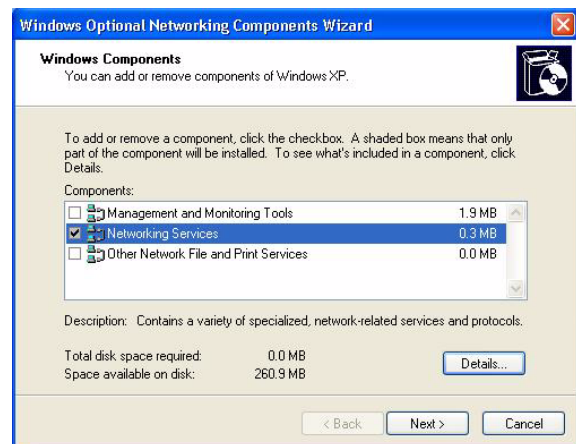 Windows Optional Networking Components Wizard
Windows Components
You can add or remove components of Windows XP.
To add or remove a component, click the checkbox. A shaded box means that only
part of the component will be installed. To see what's included in a component, click
Details.
Components:
Management and Monitoring Tools 1.9 MB
Networking Services 0.3 MB
Other Network File and Print Services 0.0 MB
Description: Contains a variety of specialized, network-related services and protocols.
Total disk space required: 0.0 MB
Space available on disk: 260.9 MB
Details...
< Back Next > Cancel